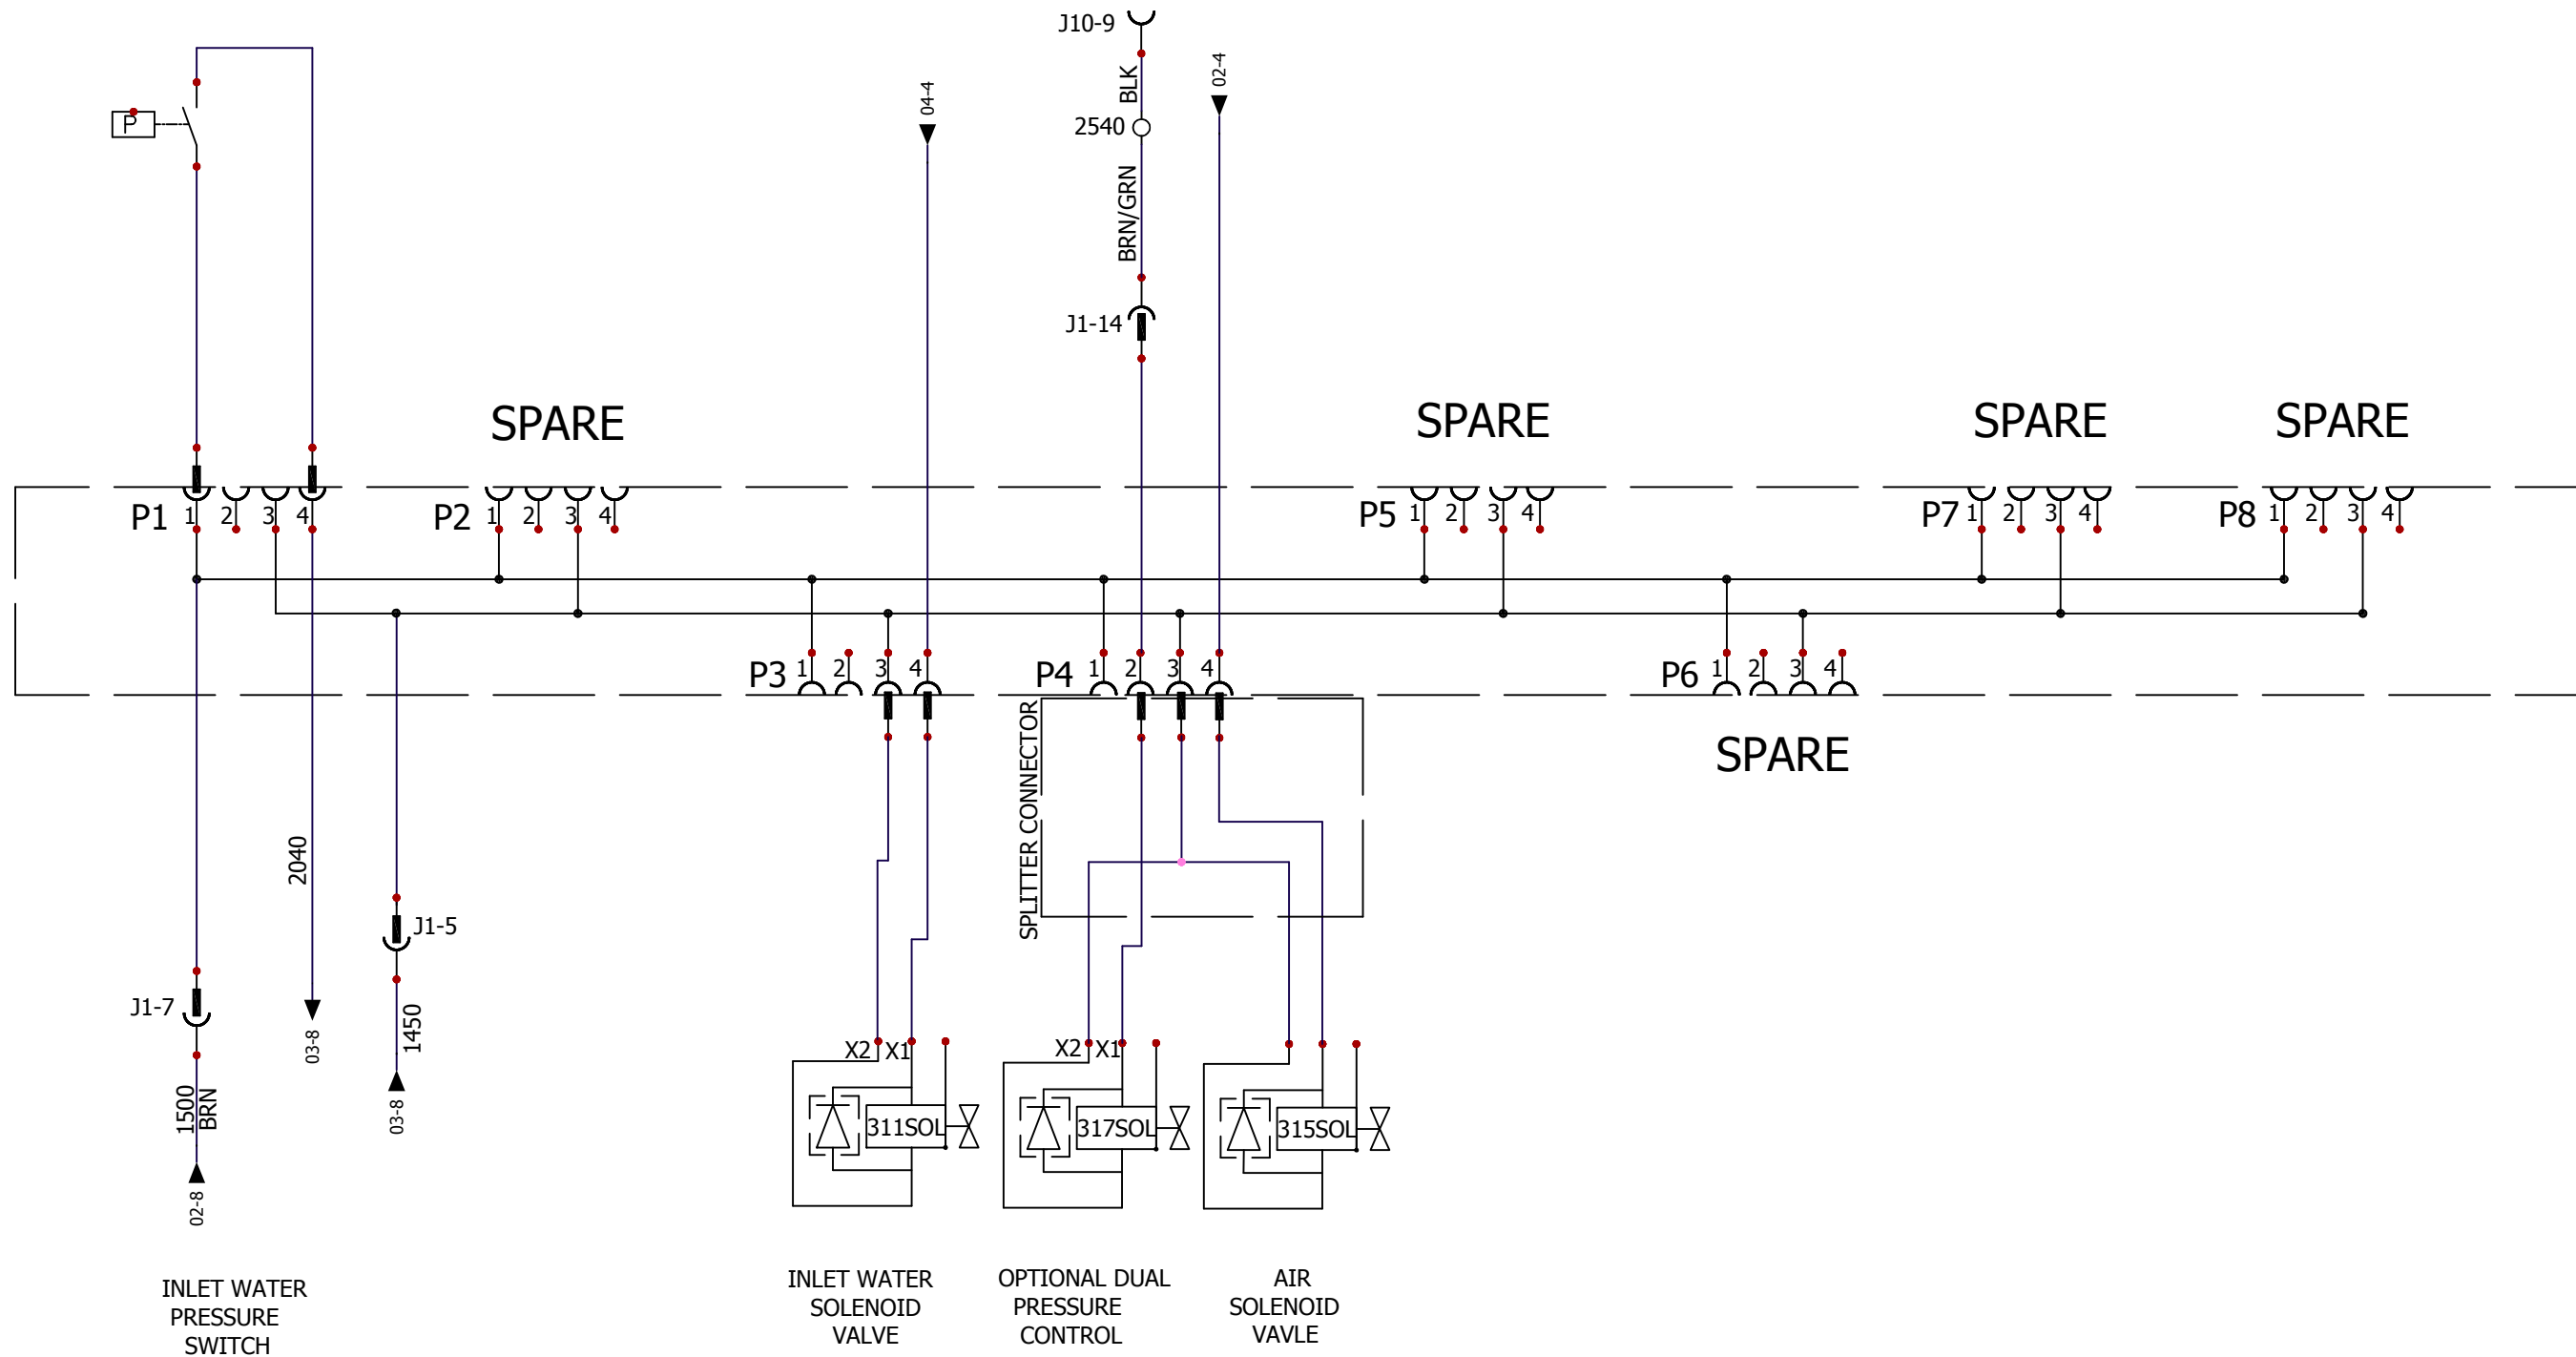 J10-9
BLK
02-4
04-4
P
2540
BRN/GRN
J1-14
SPARE
SPARE
SPARE
SPARE
P1 1 2 3 4
P2 1 2 3 4
P5 1 2 3 4
P7 1 2 3 4
P8 1 2 3 4
P3 1 2 3 4
P4 1 2 3 4
P6 1 2 3 4
SPLITTER CONNECTOR
SPARE
2040
J1-5
J1-7
1450
03-8
03-8
1500
BRN
02-8
X2 X1
X2 X1
311SOL
317SOL
315SOL
INLET WATER
PRESSURE
SWITCH
INLET WATER
SOLENOID
VALVE
OPTIONAL DUAL
PRESSURE
CONTROL
AIR
SOLENOID
VAVLE